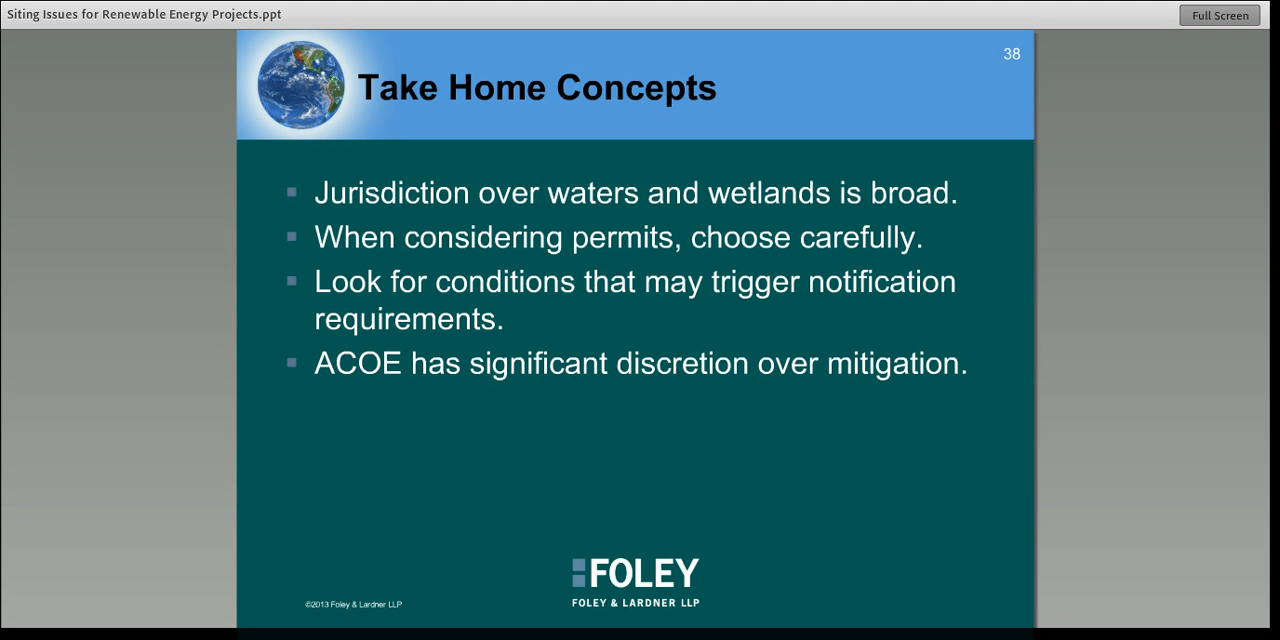 Siting Issues for Renewable Energy Projects.ppt
Full Screen
38
Take Home Concepts
Jurisdiction over waters and wetlands is broad.
When considering permits, choose carefully.
Look for conditions that may trigger notification
requirements.
ACOE has significant discretion over mitigation.
FOLEY
FOLEY & LARDNER LLP
©2013 Foley & Lardner LLP